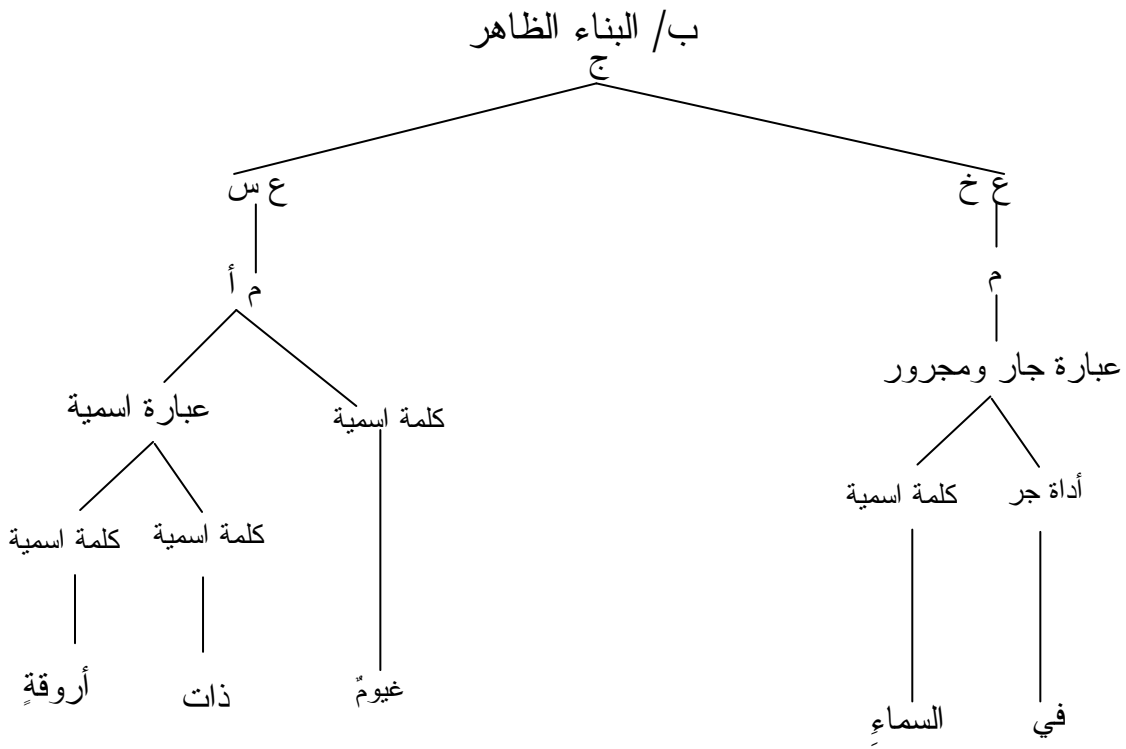 ب/ البناء الظاهر
ج
ع خ
ع س
م
م أ
عبارة جار ومجرور
عبارة اسمية
كلمة اسمية
أداة جر
كلمة اسمية
كلمة اسمية
كلمة اسمية
في
السماءِ
غيومٌ
ذات
أروقةٍ